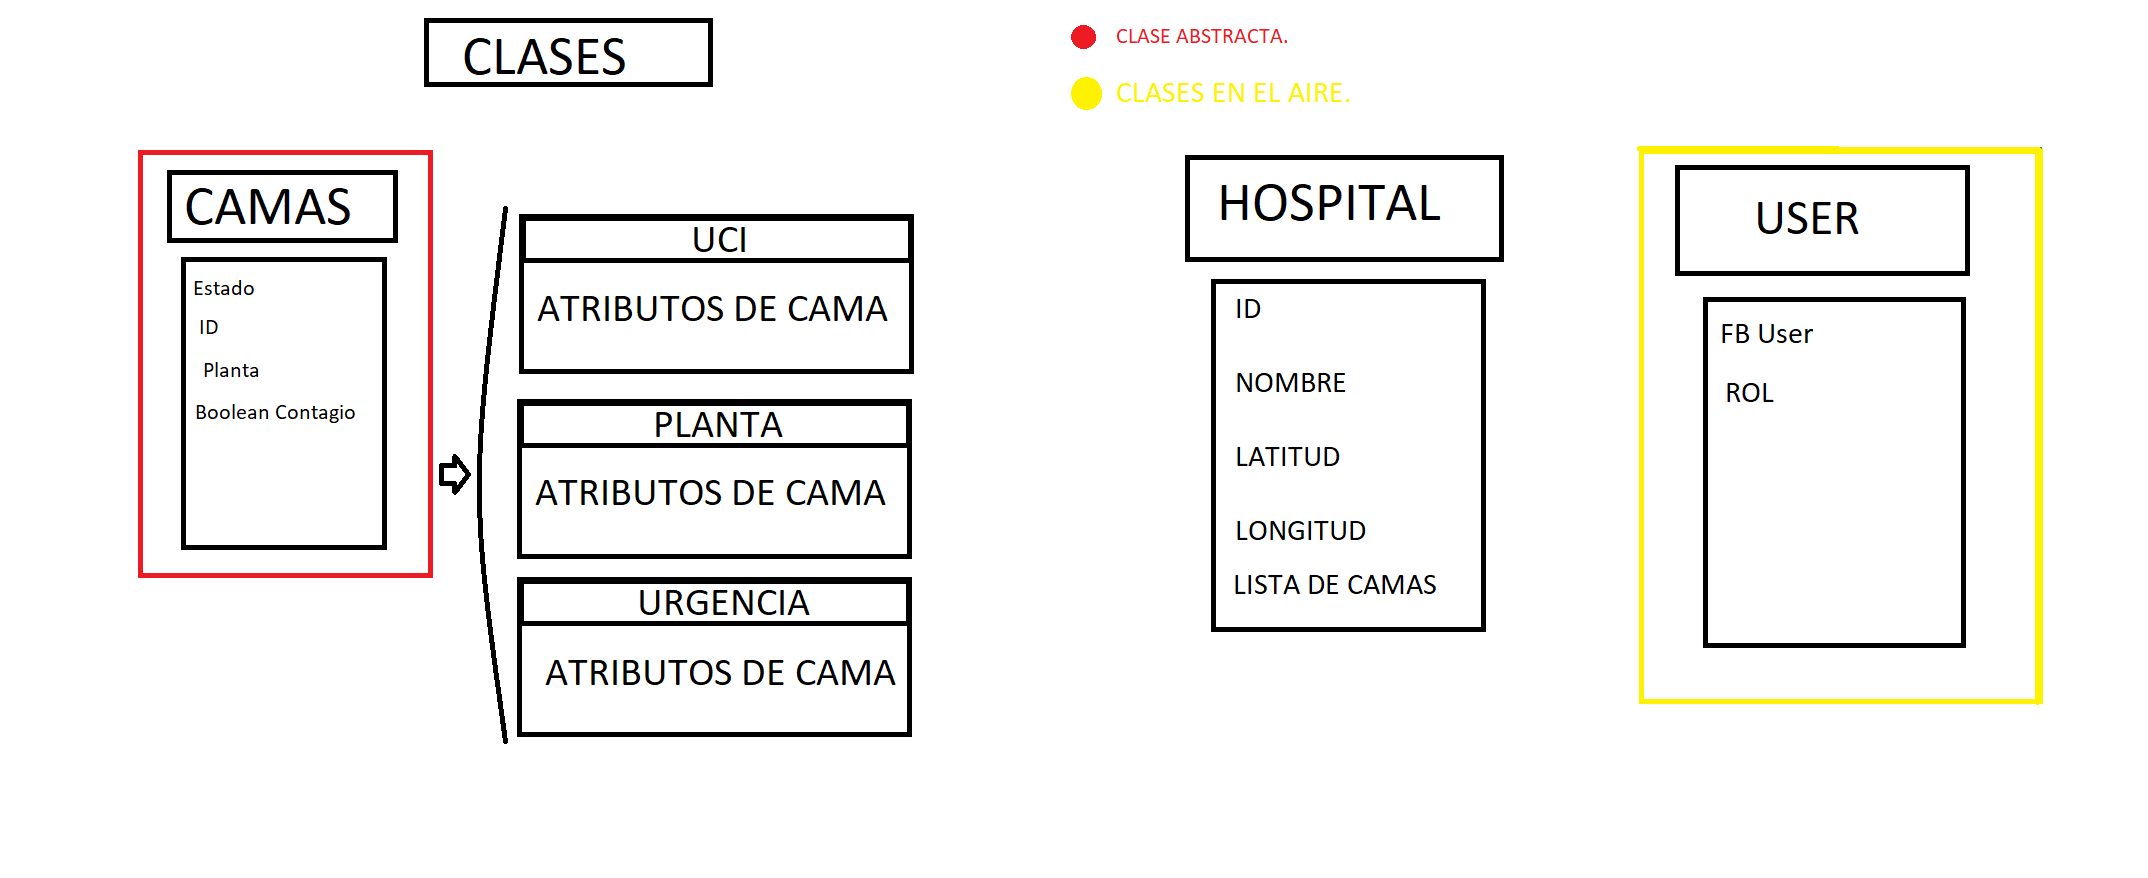 CLASES
CLASE ABSTRACTA.
CLASES EN EL AIRE.
CAMAS
Estado
ID
Planta
Boolean Contagio
UCI
ATRIBUTOS DE CAMA
PLANTA
ATRIBUTOS DE CAMA
URGENCIA
ATRIBUTOS DE CAMA
HOSPITAL
ID
NOMBRE
LATITUD
LONGITUD
LISTA DE CAMAS
USER
FB User
ROL